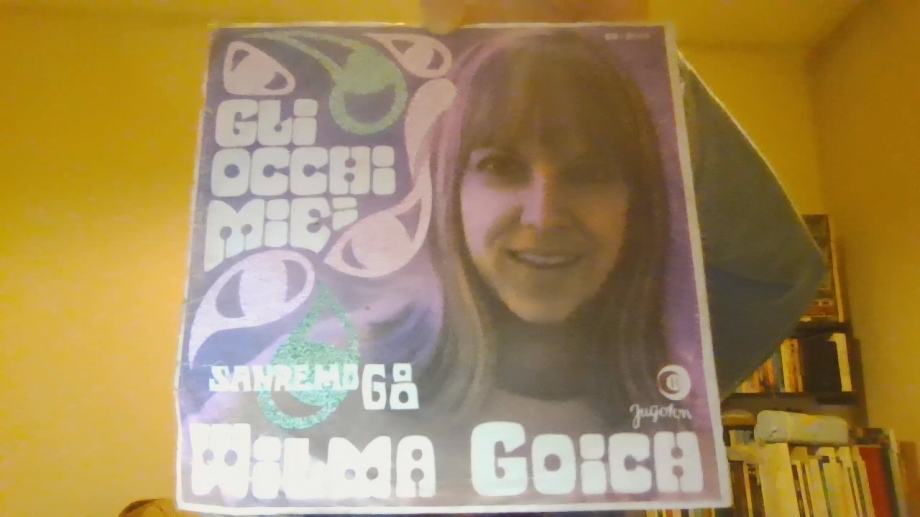 GLi
OCCHi
MiEi
SANREMO 68
WiLMA GOiCH
Jugoton